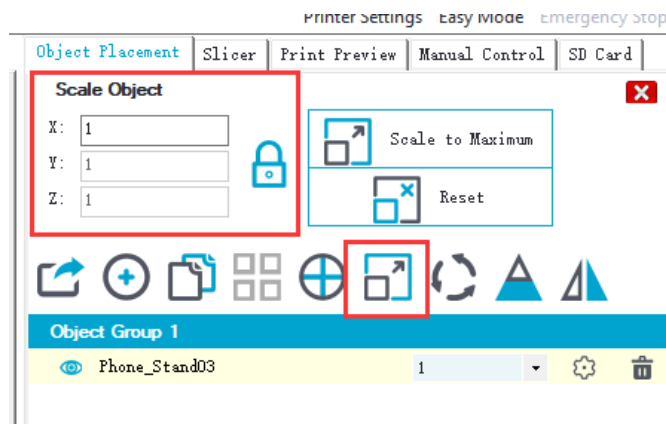 Printer Settings Easy Mode Emergency Stop
Object Placement Slicer Print Preview Manual Control SD Card
Scale Object
X: 1
Y: 1
Z: 1
Scale to Maximum
Reset
Object Group 1
Phone_Stand03 1